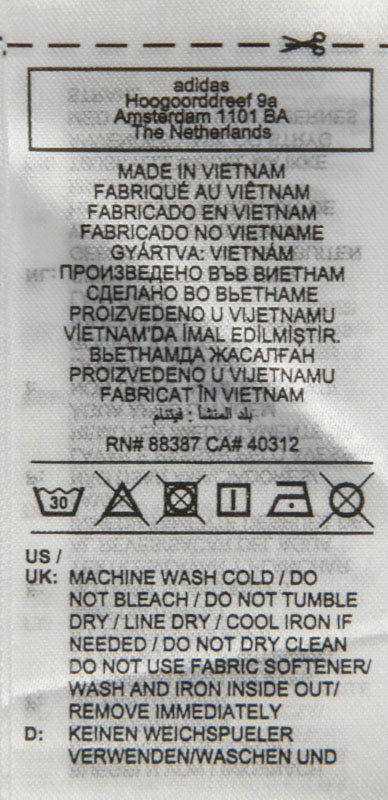 adidas
Hoogoorddreef 9a
Amsterdam 1101 BA
The Netherlands
MADE IN VIETNAM
FABRIQUÉ AU VIÊTNAM
FABRICADO EN VIETNAM
FABRICADO NO VIETNAME
GYÁRTVA: VIETNÁM
ПРОИЗВЕДЕНО ВЪВ ВИЕТНАМ
СДЕЛАНО ВО ВЬЕТНАМЕ
PROIZVEDENO U VIJETNAMU
VİETNAM'DA İMAL EDİLMİŞTİR.
ВЬЕТНАМДА ЖАСАЛҒАН
PROIZVEDENO U VIJETNAMU
FABRICAT ÎN VIETNAM
بلد المنشأ : فيتنام
RN# 88387 CA# 40312
30
US /
UK: MACHINE WASH COLD / DO
NOT BLEACH / DO NOT TUMBLE
DRY / LINE DRY / COOL IRON IF
NEEDED / DO NOT DRY CLEAN
DO NOT USE FABRIC SOFTENER/
WASH AND IRON INSIDE OUT/
REMOVE IMMEDIATELY
D: KEINEN WEICHSPUELER
VERWENDEN/WASCHEN UND